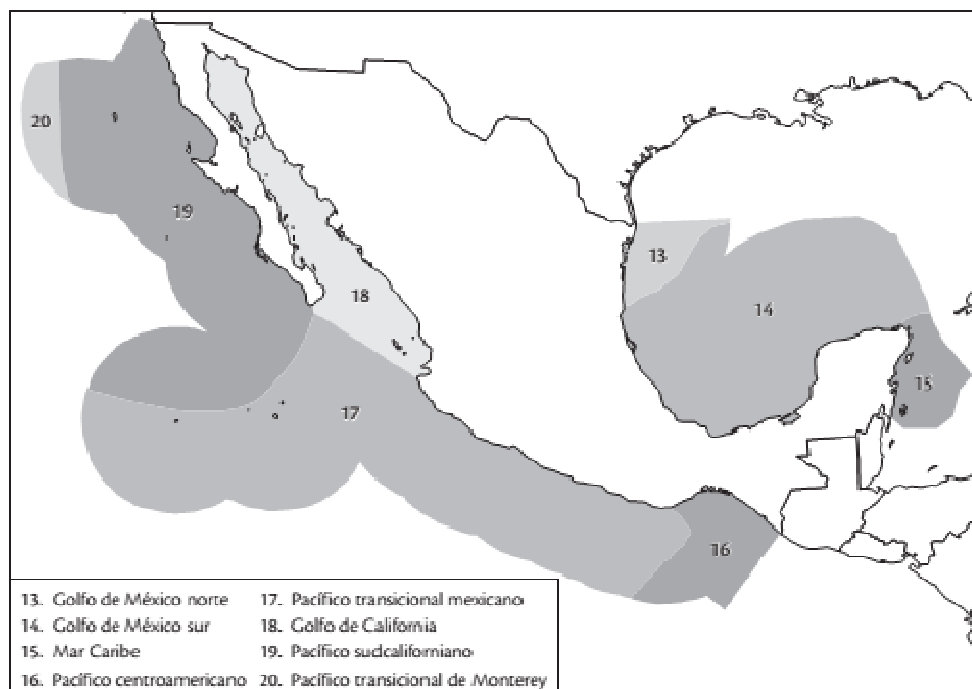 20
19
18
13
14
15
17
16
13. Golfo de México norte
14. Golfo de México sur
15. Mar Caribe
16. Pacífico centroamericano
17. Pacífico transicional mexicano
18. Golfo de California
19. Pacífico sudcaliforniano
20. Pacífico transicional de Monterey